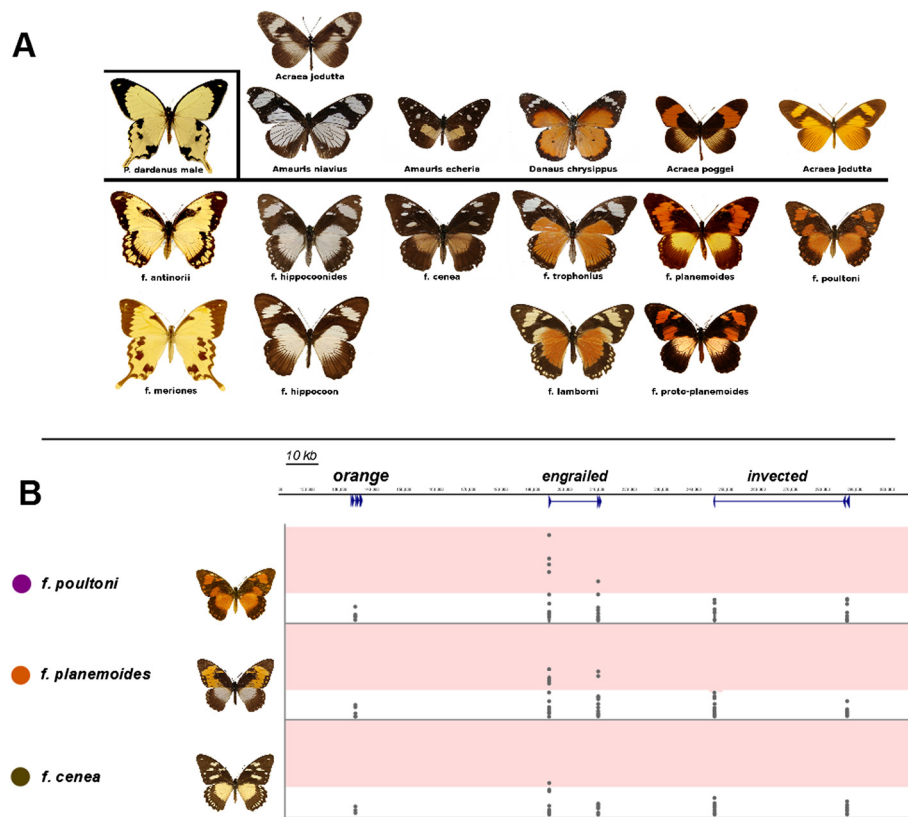 A
Acraea jodutta
P. dardanus male
Amauris niavius
Amauris echeria
Danaus chrysippus
Acraea poggei
Acraea jodutta
f. antinorii
f. hippocoonides
f. cenea
f. trophonius
f. planemoides
f. poultoni
f. meriones
f. hippocoon
f. lamborni
f. proto-planemoides
10 kb
B
orange
engrailed
invected
f. poultoni
f. planemoides
f. cenea